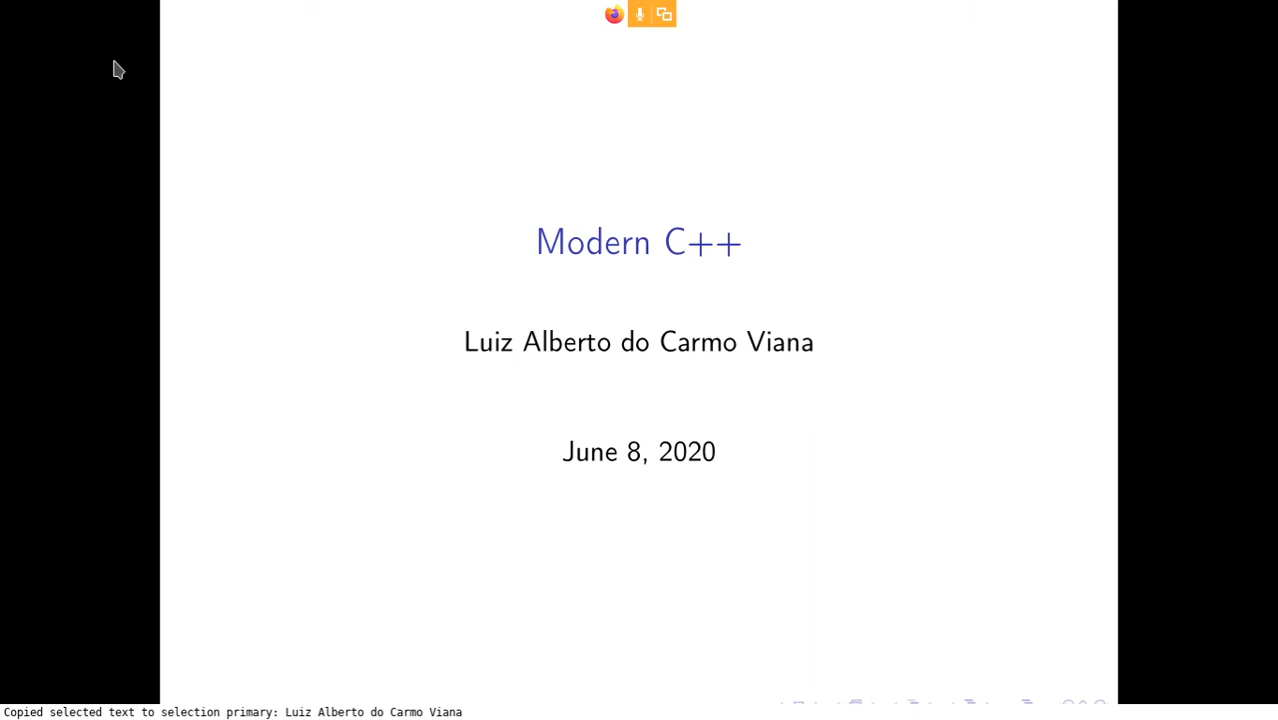 Modern C++
Luiz Alberto do Carmo Viana
June 8, 2020
Copied selected text to selection primary: Luiz Alberto do Carmo Viana